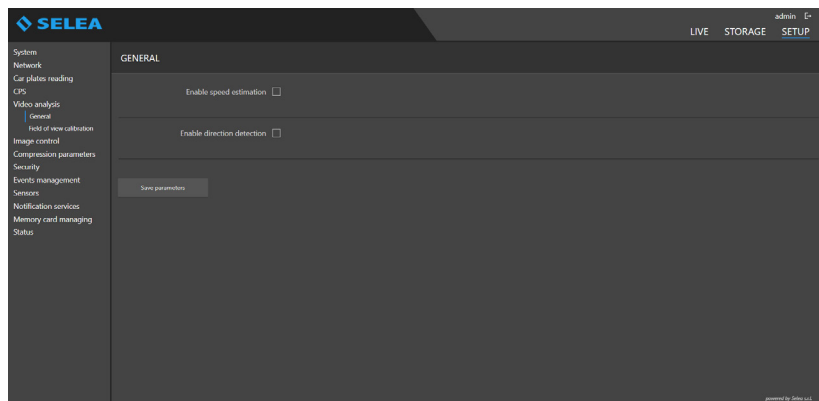 SELEA
admin
LIVE STORAGE SETUP
System
Network
Car plates reading
CPS
Video analysis
General
Field of view calibration
Image control
Compression parameters
Security
Events management
Sensors
Notification services
Memory card managing
Status
GENERAL
Enable speed estimation
Enable direction detection
Save parameters
powered by Selea s.r.l.